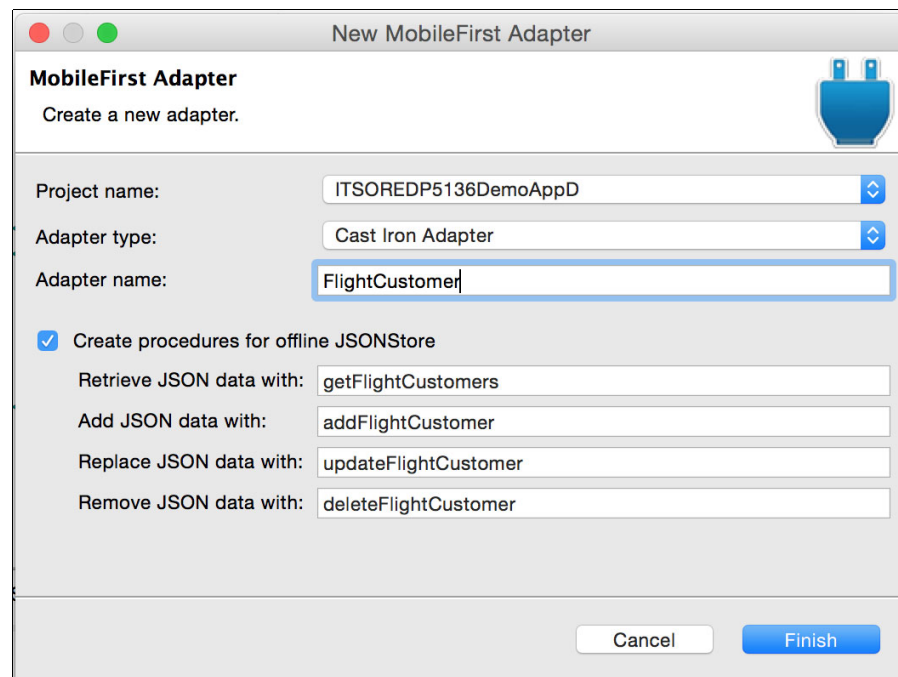 New MobileFirst Adapter
MobileFirst Adapter
Create a new adapter.
Project name: ITSOREDP5136DemoAppD
Adapter type: Cast Iron Adapter
Adapter name: FlightCustomer
Create procedures for offline JSONStore
Retrieve JSON data with: getFlightCustomers
Add JSON data with: addFlightCustomer
Replace JSON data with: updateFlightCustomer
Remove JSON data with: deleteFlightCustomer
Cancel Finish